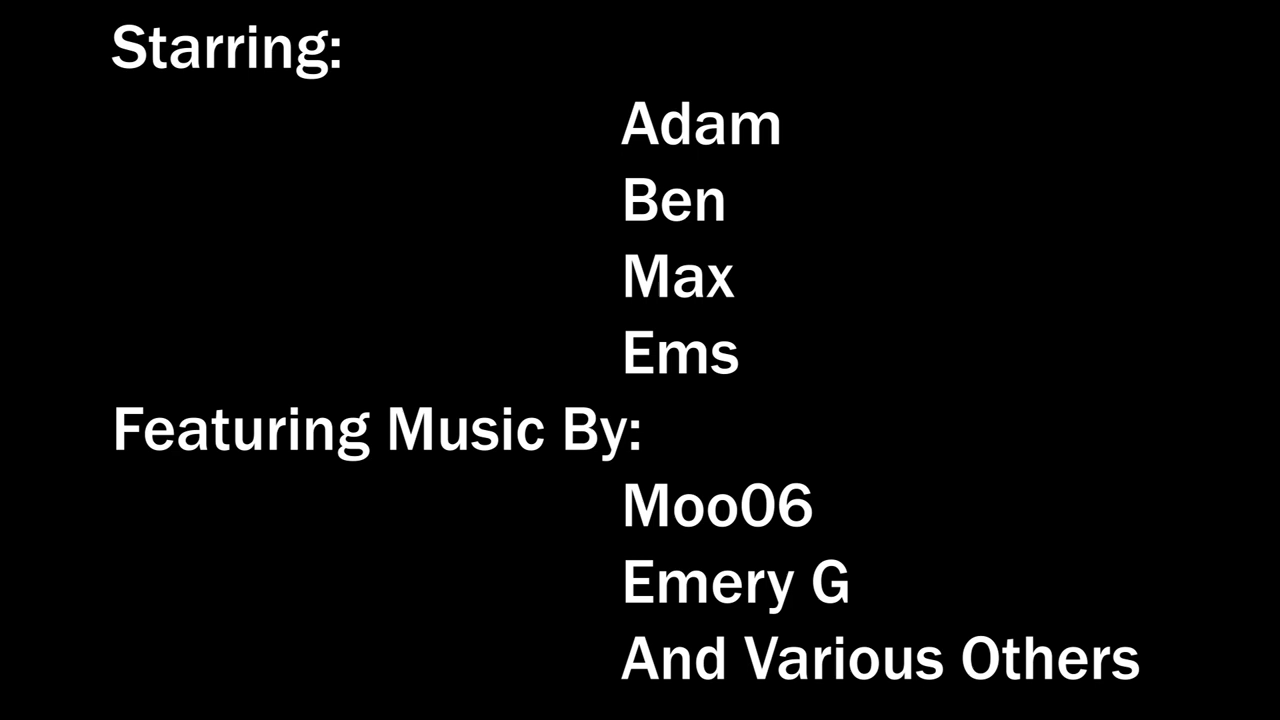 Starring:
Adam
Ben
Max
Ems
Featuring Music By:
Moo06
Emery G
And Various Others